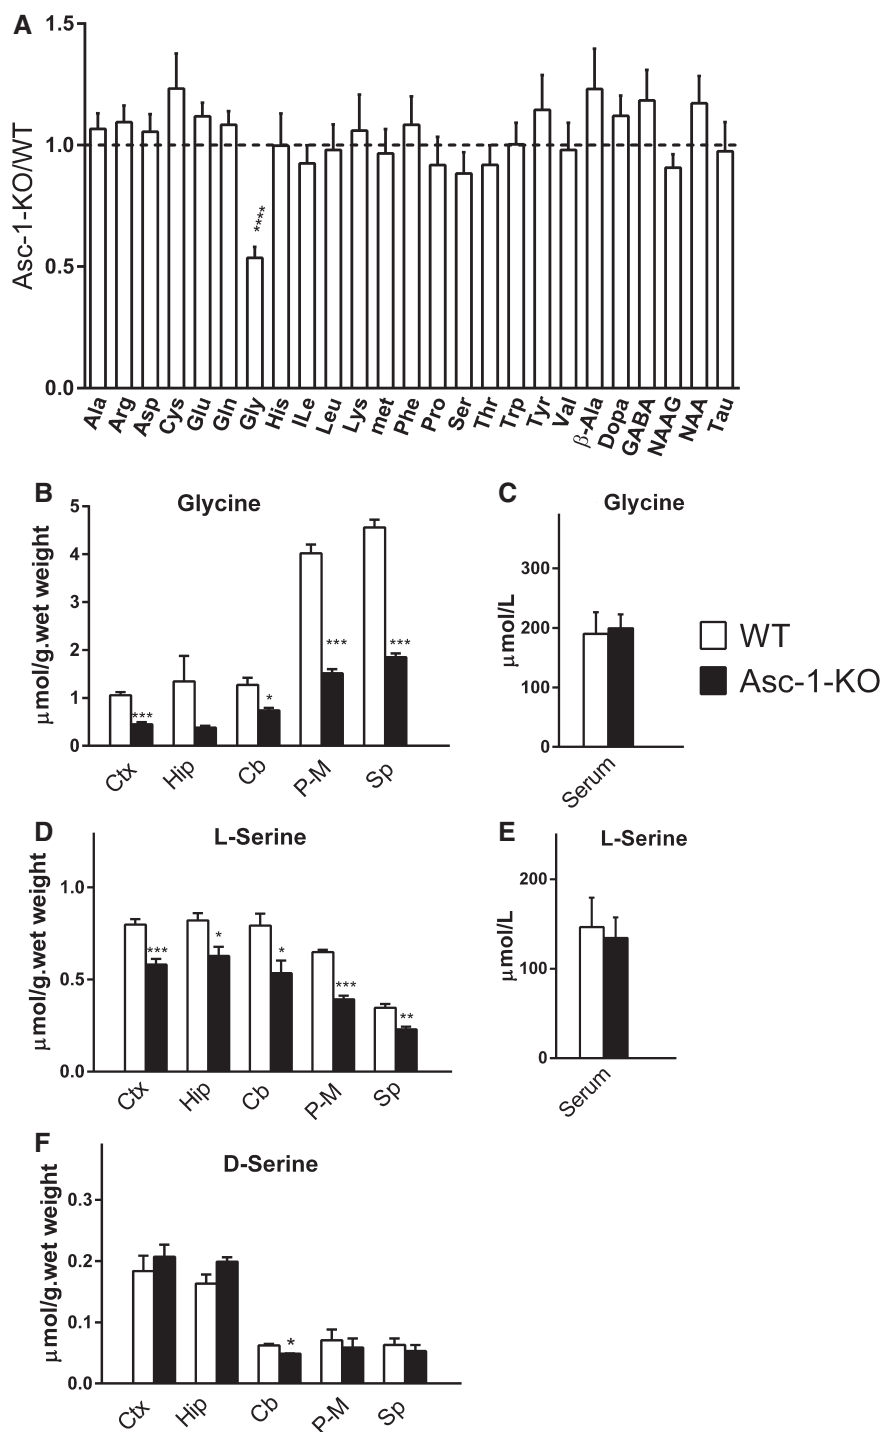 A
1.5
1.0
0.5
0.0
Asc-1-KO/WT
****
Ala Arg Asp Cys Glu Gln Gly His ILe Leu Lys met Phe Pro Ser Thr Trp Tyr Val β-Ala Dopa GABA NAAG NAA Tau
B
Glycine
5
4
3
2
1
0
μmol/g.wet weight
*** * *** ***
Ctx Hip Cb P-M Sp
C
Glycine
300
200
100
0
μmol/L
Serum
WT
Asc-1-KO
D
L-Serine
1.0
0.5
0.0
μmol/g.wet weight
*** * * *** **
Ctx Hip Cb P-M Sp
E
L-Serine
200
100
0
μmol/L
Serum
F
D-Serine
0.3
0.2
0.1
0.0
μmol/g.wet weight
*
Ctx Hip Cb P-M Sp